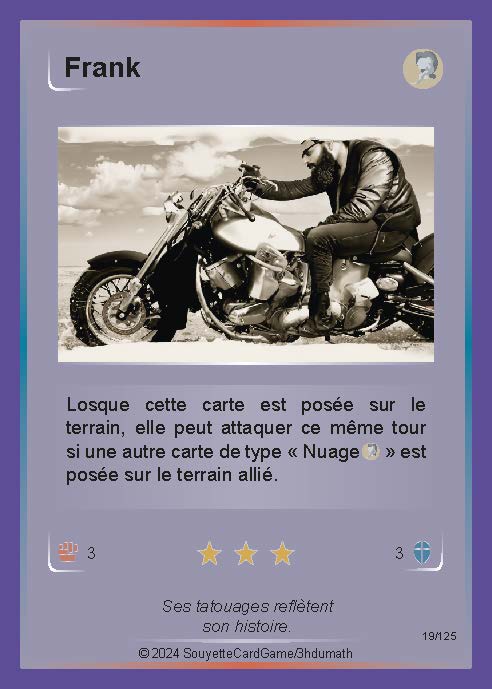 Frank
Losque cette carte est posée sur le
terrain, elle peut attaquer ce même tour
si une autre carte de type « Nuage » est
posée sur le terrain allié.
3
3
Ses tatouages reflètent
son histoire.
19/125
© 2024 SouyetteCardGame/3hdumath